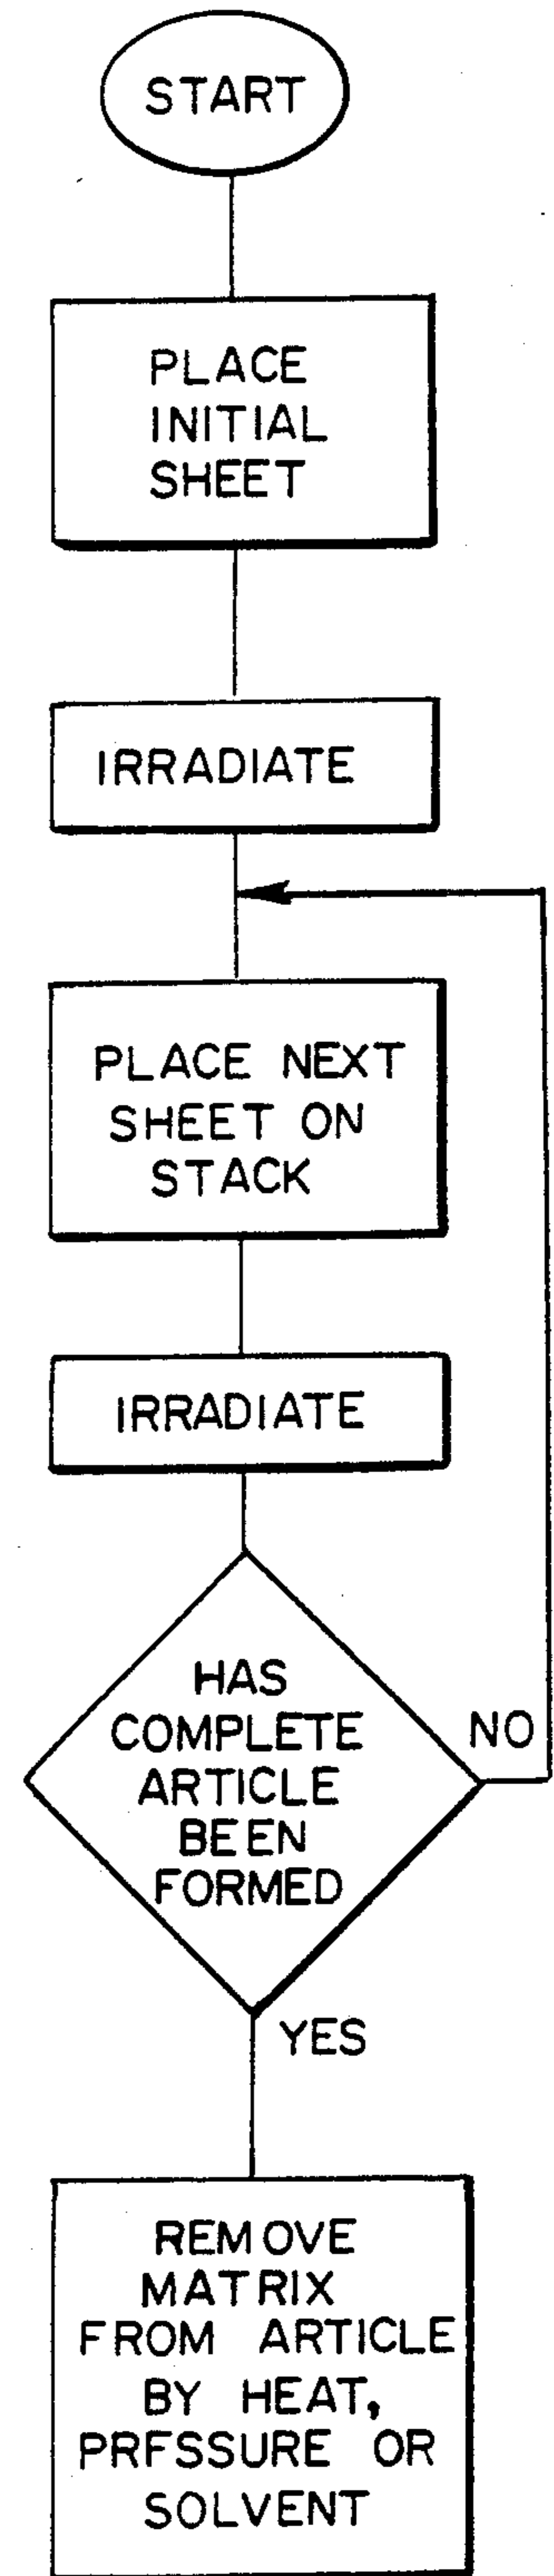 START
PLACE
INITIAL
SHEET
IRRADIATE
PLACE NEXT
SHEET ON
STACK
IRRADIATE
HAS
COMPLETE
ARTICLE
BEEN
FORMED
NO
YES
REMOVE
MATRIX
FROM ARTICLE
BY HEAT,
PRFSSURE OR
SOLVENT